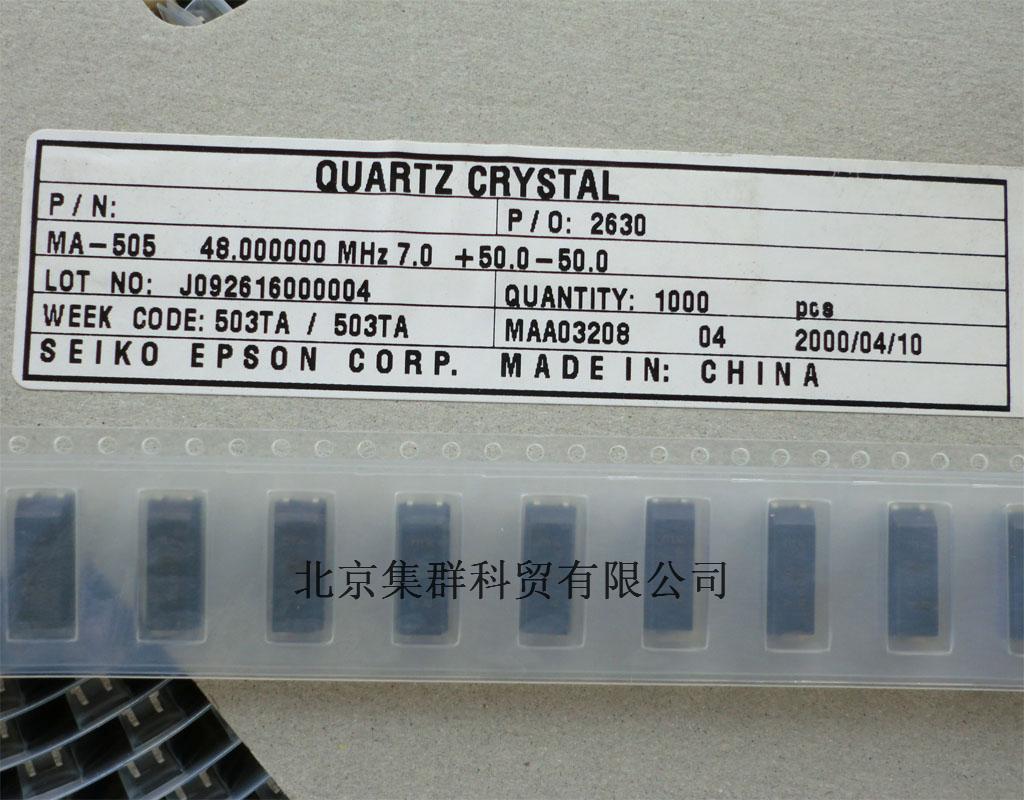 QUARTZ CRYSTAL
P/N:
P/O: 2630
MA-505 48.000000 MHz 7.0 +50.0-50.0
LOT NO: J092616000004
QUANTITY: 1000 pcs
WEEK CODE: 503TA / 503TA
MAA03208 04 2000/04/10
SEIKO EPSON CORP. MADE IN: CHINA
北京集群科贸有限公司